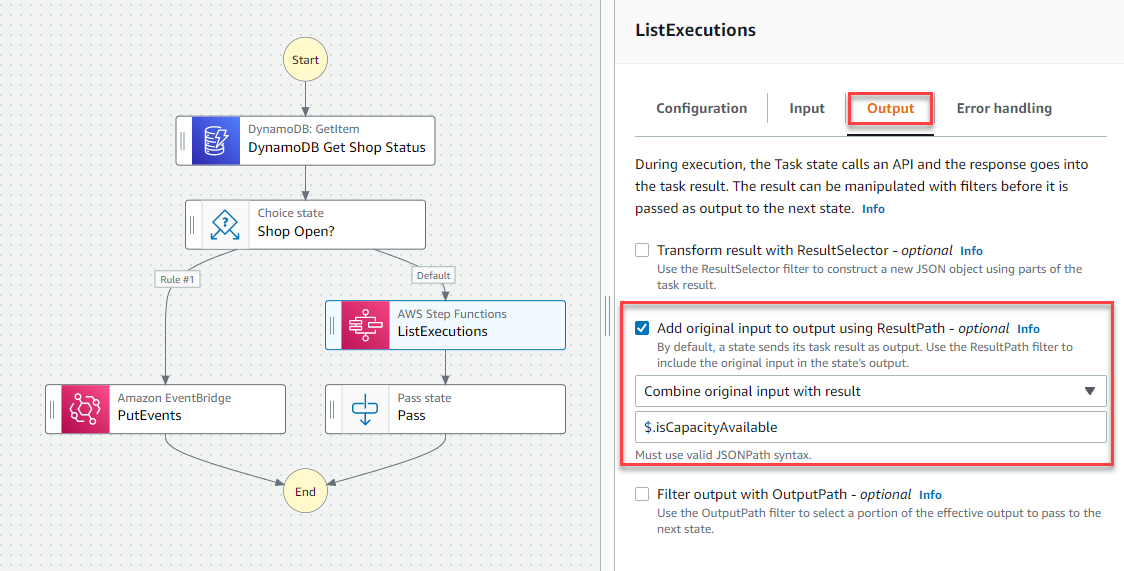 Start
DynamoDB: GetItem
DynamoDB Get Shop Status
Choice state
Shop Open?
Rule #1
Default
AWS Step Functions
ListExecutions
Amazon EventBridge
PutEvents
Pass state
Pass
End
ListExecutions
Configuration
Input
Output
Error handling
During execution, the Task state calls an API and the response goes into
the task result. The result can be manipulated with filters before it is
passed as output to the next state. Info
Transform result with ResultSelector - optional Info
Use the ResultSelector filter to construct a new JSON object using parts of the
task result.
Add original input to output using ResultPath - optional Info
By default, a state sends its task result as output. Use the ResultPath filter to
include the original input in the state's output.
Combine original input with result
$.isCapacityAvailable
Must use valid JSONPath syntax.
Filter output with OutputPath - optional Info
Use the OutputPath filter to select a portion of the effective output to pass to the
next state.